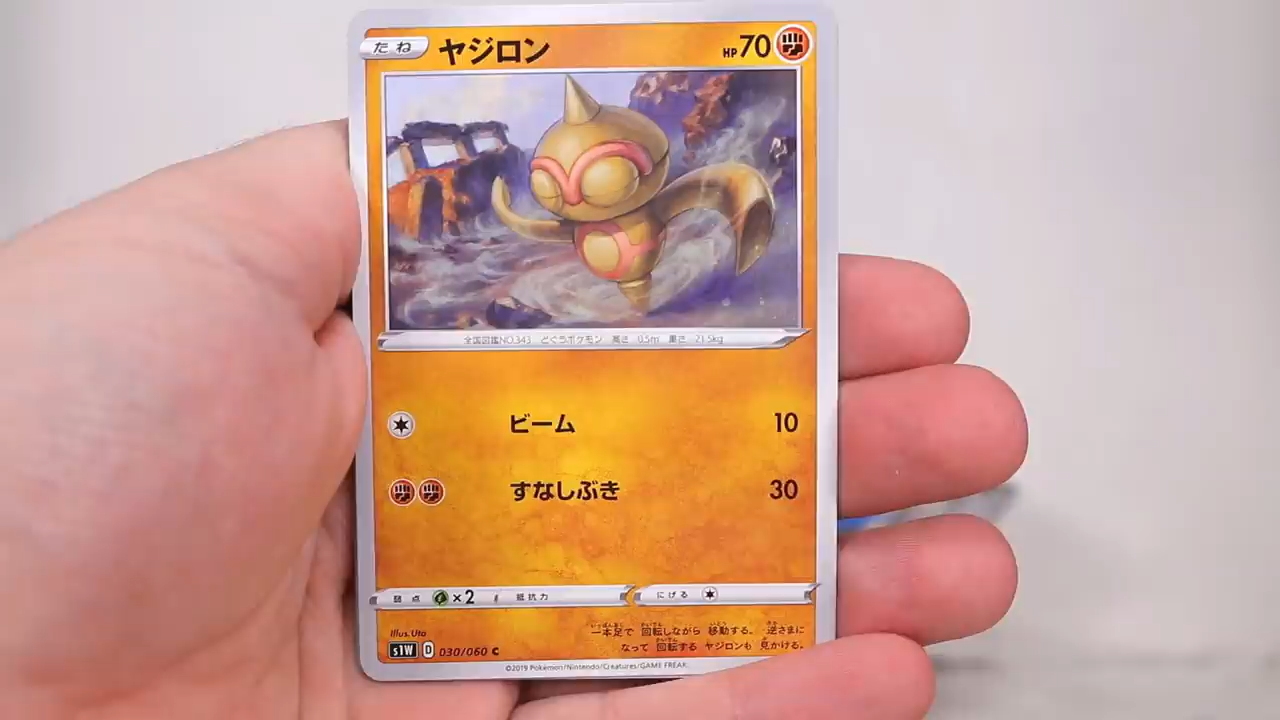 たね ヤジロン HP70
全国図鑑NO.343 どぐうポケモン 高さ 0.5m 重さ 21.5kg
ビーム 10
すなしぶき 30
弱点 ×2 抵抗力 にげる
Illus. Uta
一本足で 回転しながら 移動する。 逆さまに
なって 回転する ヤジロンも 見かける。
s1W D 030/060 C
©2019 Pokémon/Nintendo/Creatures/GAME FREAK.